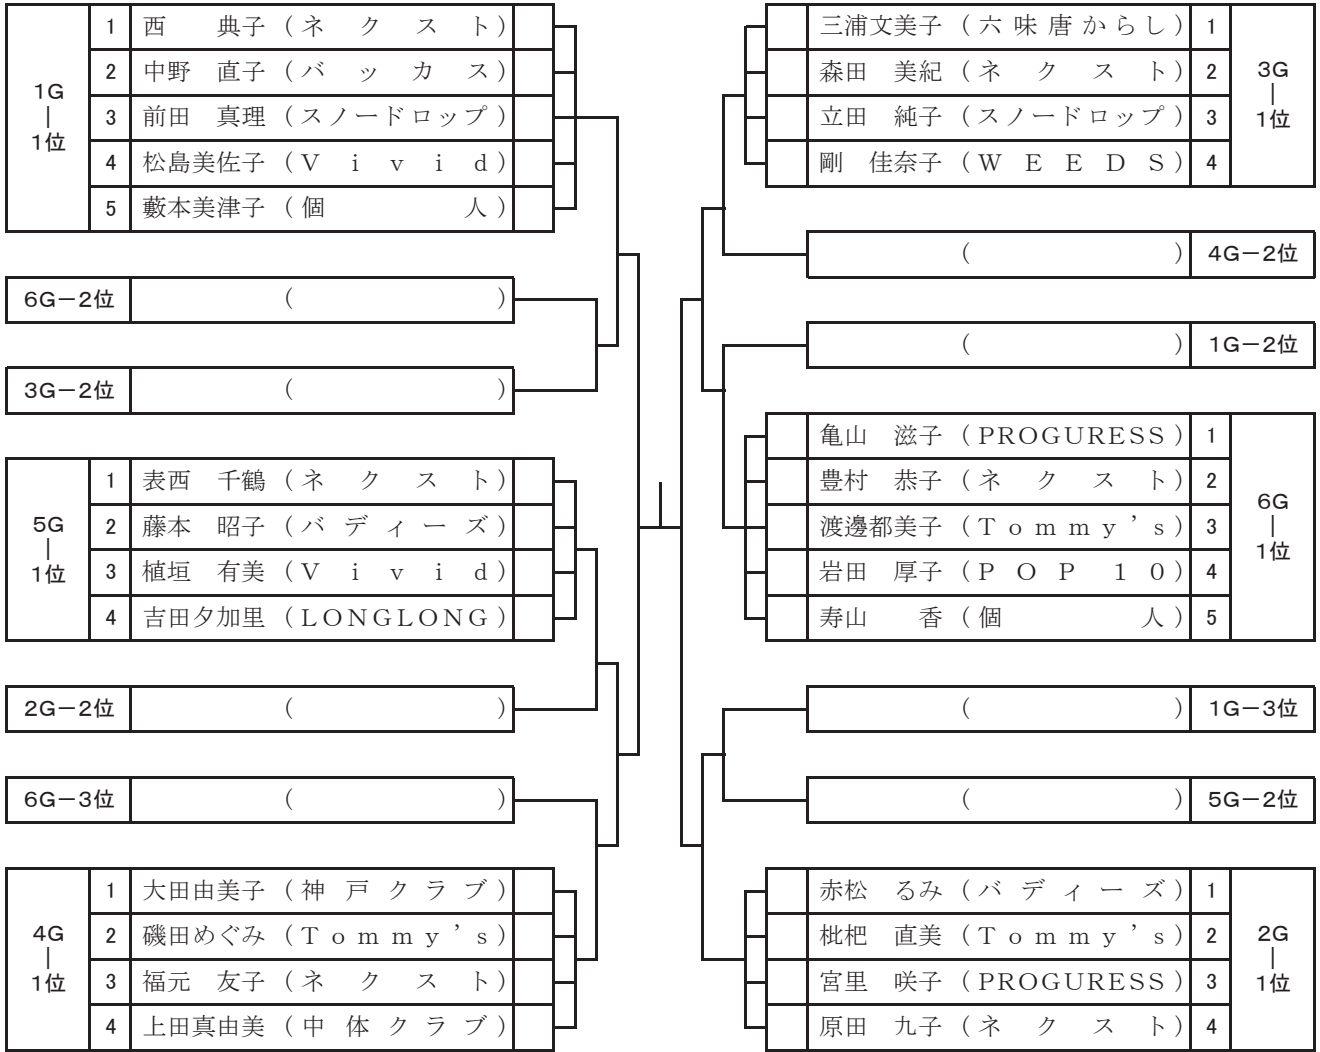 1G－1位
1 西　典子（ネクスト）
2 中野　直子（バッカス）
3 前田　真理（スノードロップ）
4 松島美佐子（Vivid）
5 藪本美津子（個人）
6G－2位 （ ）
3G－2位 （ ）
5G－1位
1 表西　千鶴（ネクスト）
2 藤本　昭子（バディーズ）
3 植垣　有美（Vivid）
4 吉田夕加里（LONGLONG）
2G－2位 （ ）
6G－3位 （ ）
4G－1位
1 大田由美子（神戸クラブ）
2 磯田めぐみ（Tommy’s）
3 福元　友子（ネクスト）
4 上田真由美（中体クラブ）
三浦文美子（六味唐からし） 1
森田　美紀（ネクスト） 2
立田　純子（スノードロップ） 3
剛　佳奈子（WEEDS） 4
3G－1位
（ ） 4G－2位
（ ） 1G－2位
亀山　滋子（PROGURESS） 1
豊村　恭子（ネクスト） 2
渡邊都美子（Tommy’s） 3
岩田　厚子（POP 10） 4
寿山　香（個人） 5
6G－1位
（ ） 1G－3位
（ ） 5G－2位
赤松　るみ（バディーズ） 1
枇杷　直美（Tommy’s） 2
宮里　咲子（PROGURESS） 3
原田　九子（ネクスト） 4
2G－1位